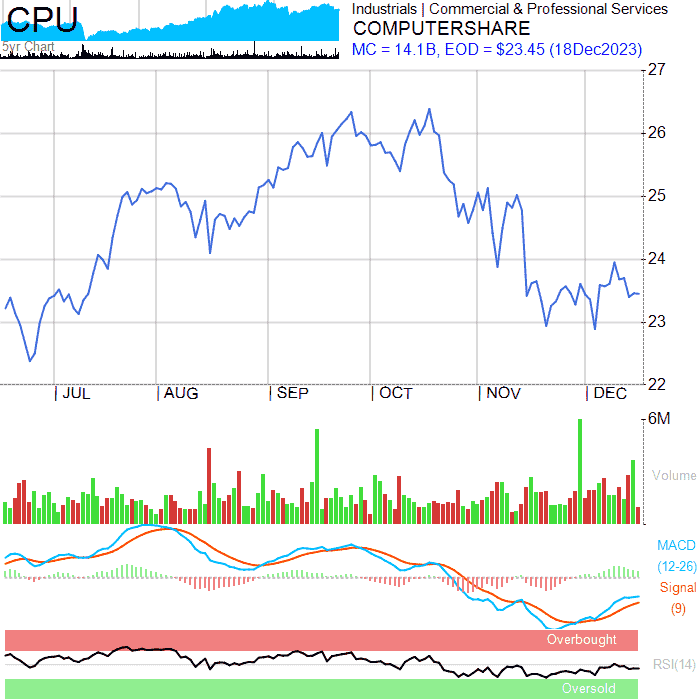 CPU
5yr Chart
Industrials | Commercial & Professional Services
COMPUTERSHARE
MC = 14.1B, EOD = $23.45 (18Dec2023)
27
26
25
24
23
22
JUL AUG SEP OCT NOV DEC
6M
Volume
MACD
(12-26)
Signal
(9)
Overbought
RSI(14)
Oversold